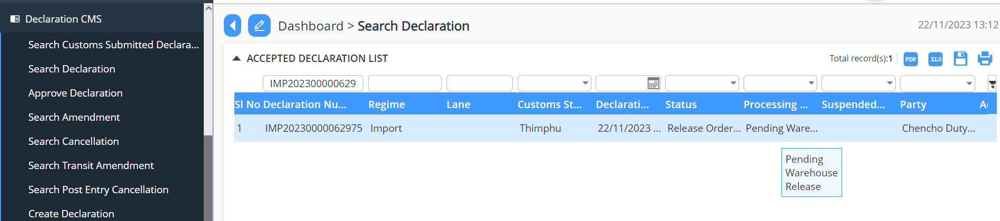 Declaration CMS
Search Customs Submitted Declara...
Search Declaration
Approve Declaration
Search Amendment
Search Cancellation
Search Transit Amendment
Search Post Entry Cancellation
Create Declaration
Dashboard > Search Declaration
22/11/2023 13:12
ACCEPTED DECLARATION LIST
Total record(s):1 PDF XLS
IMP202300000629
Sl No Declaration Nu... Regime Lane Customs St... Declarati... Status Processing ... Suspended... Party
1 IMP20230000062975 Import Thimphu 22/11/2023 ... Release Order... Pending Ware... Chencho Duty...
Pending
Warehouse
Release